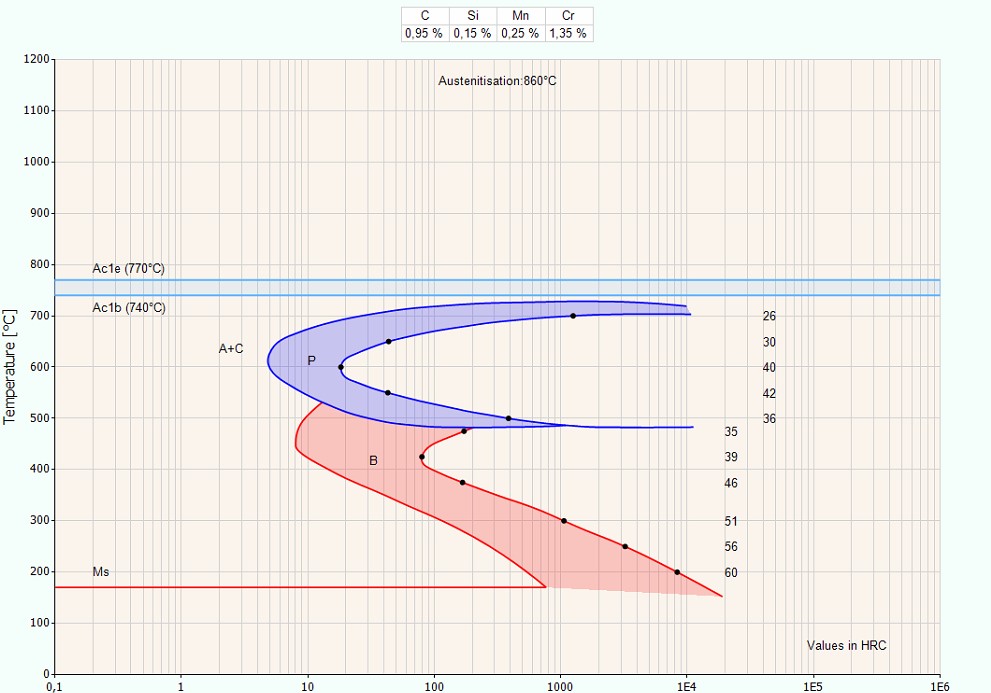 C Si Mn Cr
0,95 % 0,15 % 0,25 % 1,35 %
1200
Austenitisation:860°C
1100
1000
900
800
Ac1e (770°C)
Ac1b (740°C)
700
26
A+C
30
P
600
40
42
500
36
35
B
39
400
46
300
51
56
Ms
200
60
100
Values in HRC
0
Temperature [°C]
0,1 1 10 100 1000 1E4 1E5 1E6